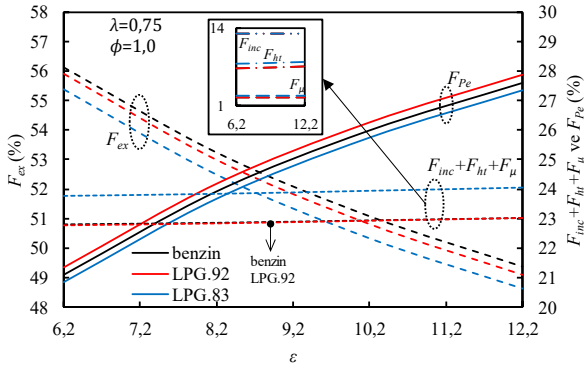 λ=0,75
ϕ=1,0
58
57
56
55
54
53
52
51
50
49
48
F_ex (%)
F_ex
14
1
F_inc
F_ht
F_μ
6,2
12,2
F_Pe
F_inc+F_ht+F_μ
benzin
LPG.92
LPG.83
benzin
LPG.92
30
29
28
27
26
25
24
23
22
21
20
F_inc+F_ht+F_μ ve F_Pe (%)
6,2
7,2
8,2
9,2
10,2
11,2
12,2
ε